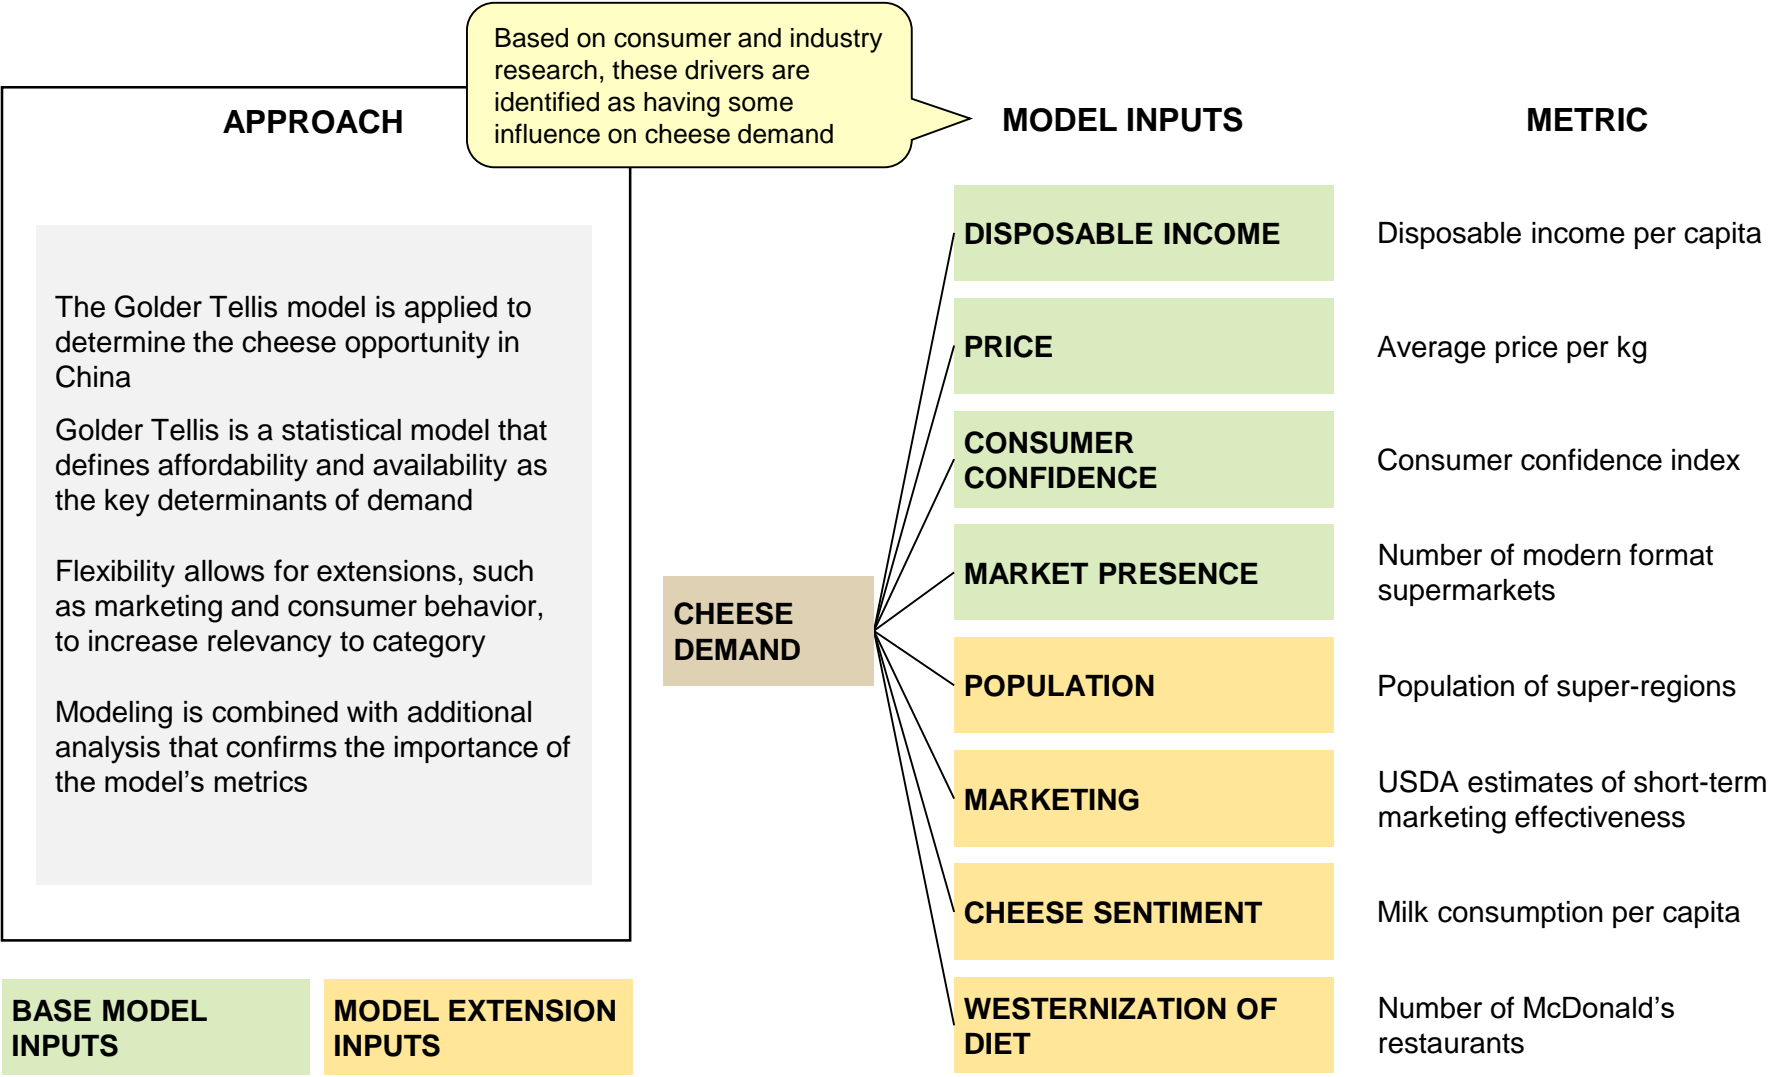 Based on consumer and industry
research, these drivers are
identified as having some
influence on cheese demand
APPROACH
The Golder Tellis model is applied to
determine the cheese opportunity in
China
Golder Tellis is a statistical model that
defines affordability and availability as
the key determinants of demand
Flexibility allows for extensions, such
as marketing and consumer behavior,
to increase relevancy to category
Modeling is combined with additional
analysis that confirms the importance of
the model’s metrics
BASE MODEL
INPUTS
MODEL EXTENSION
INPUTS
CHEESE
DEMAND
MODEL INPUTS
METRIC
DISPOSABLE INCOME
Disposable income per capita
PRICE
Average price per kg
CONSUMER
CONFIDENCE
Consumer confidence index
MARKET PRESENCE
Number of modern format
supermarkets
POPULATION
Population of super-regions
MARKETING
USDA estimates of short-term
marketing effectiveness
CHEESE SENTIMENT
Milk consumption per capita
WESTERNIZATION OF
DIET
Number of McDonald’s
restaurants